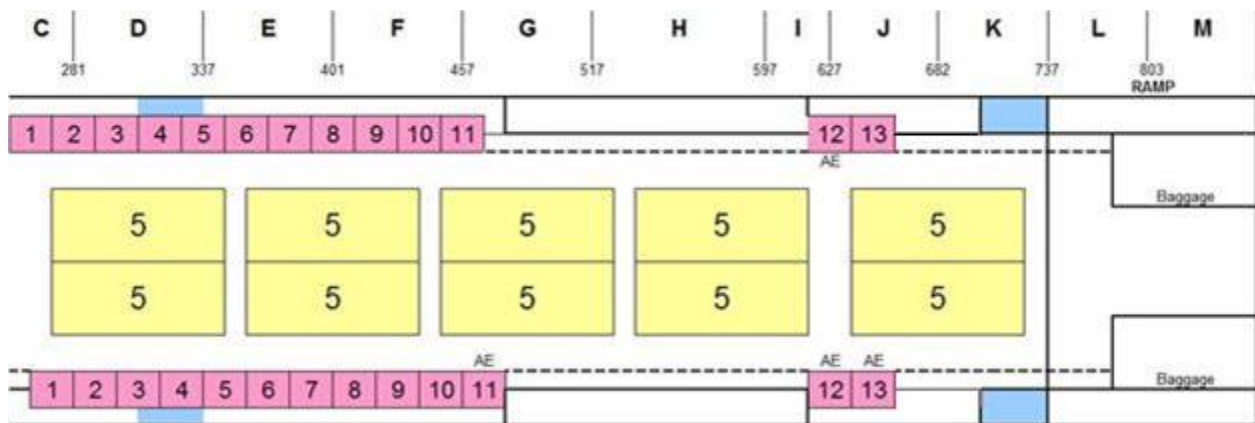 C D E F G H I J K L M
281 337 401 457 517 597 627 682 737 803
RAMP
1 2 3 4 5 6 7 8 9 10 11 12 13
AE
Baggage
5 5 5 5 5
5 5 5 5 5
AE AE AE
1 2 3 4 5 6 7 8 9 10 11 12 13
Baggage